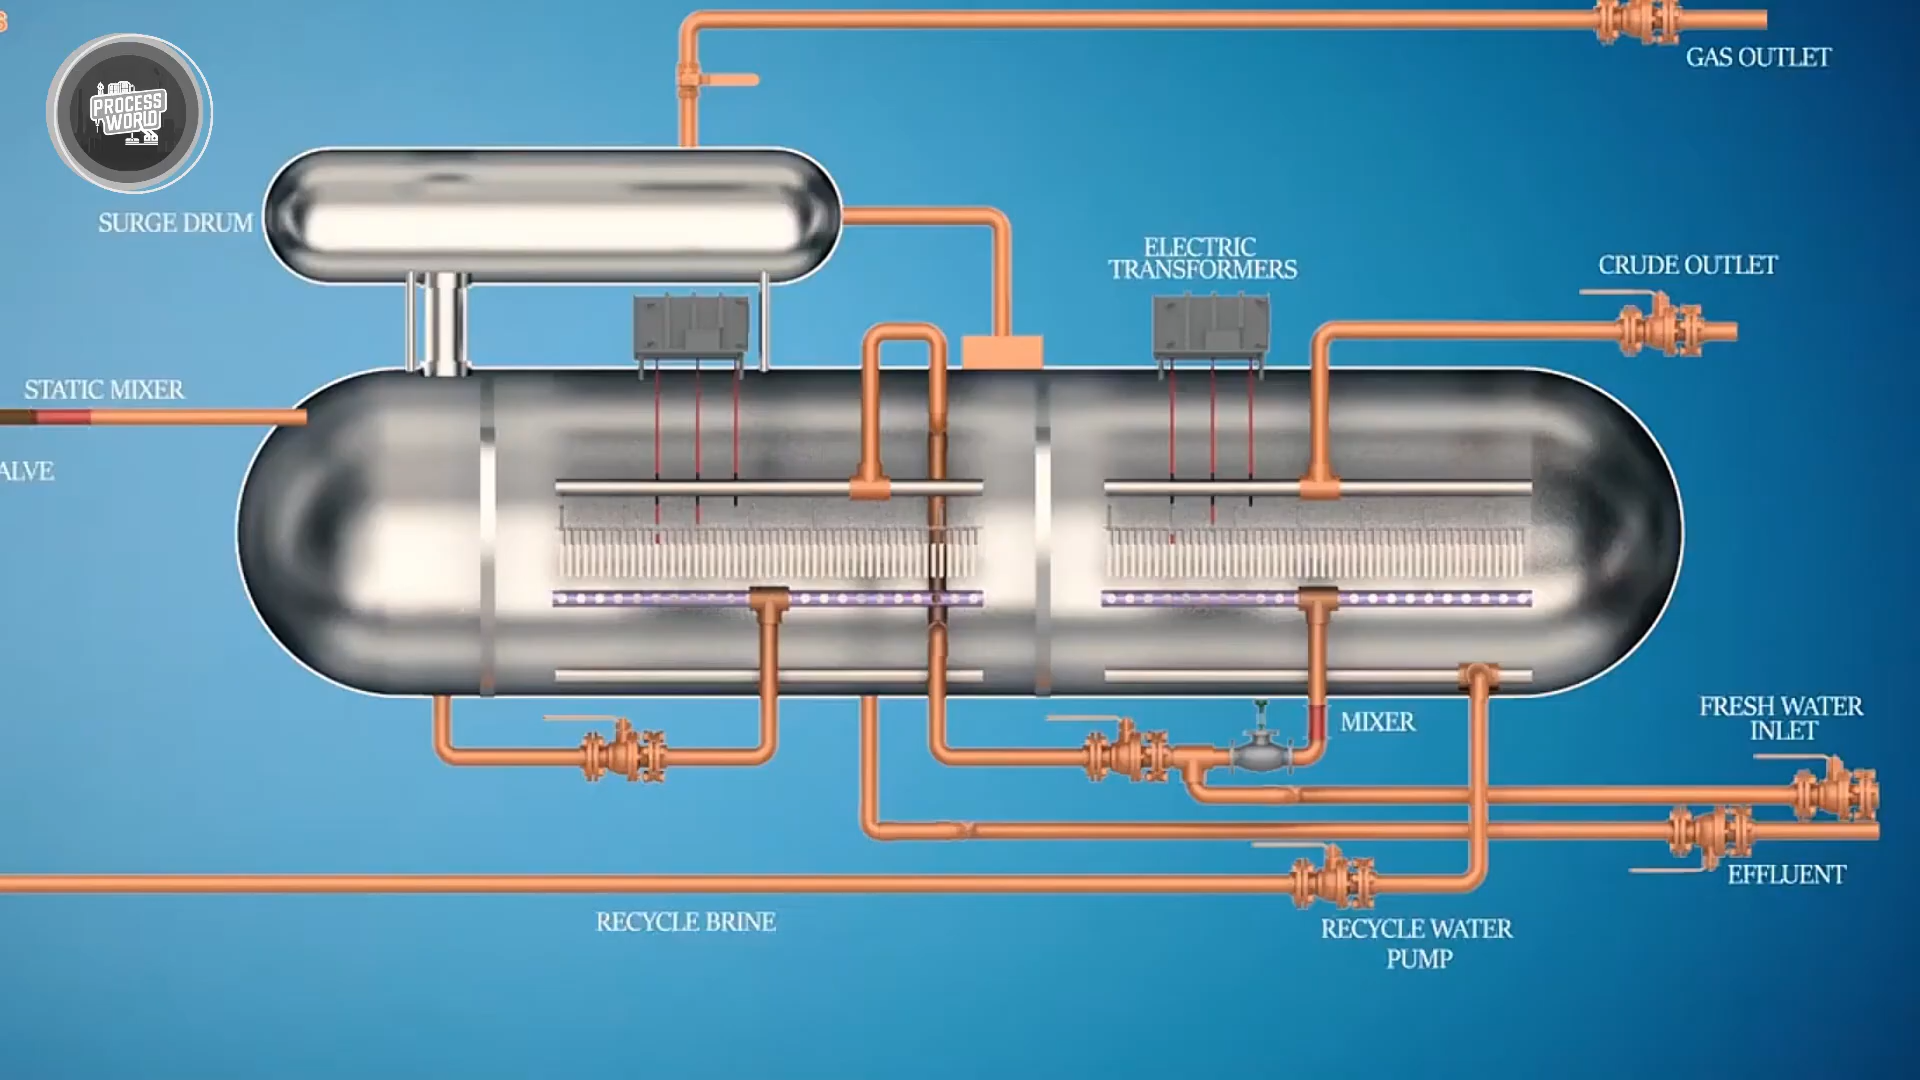 S
PROCESS
WORLD
GAS OUTLET
SURGE DRUM
ELECTRIC
TRANSFORMERS
CRUDE OUTLET
STATIC MIXER
ALVE
MIXER
FRESH WATER
INLET
EFFLUENT
RECYCLE BRINE
RECYCLE WATER
PUMP